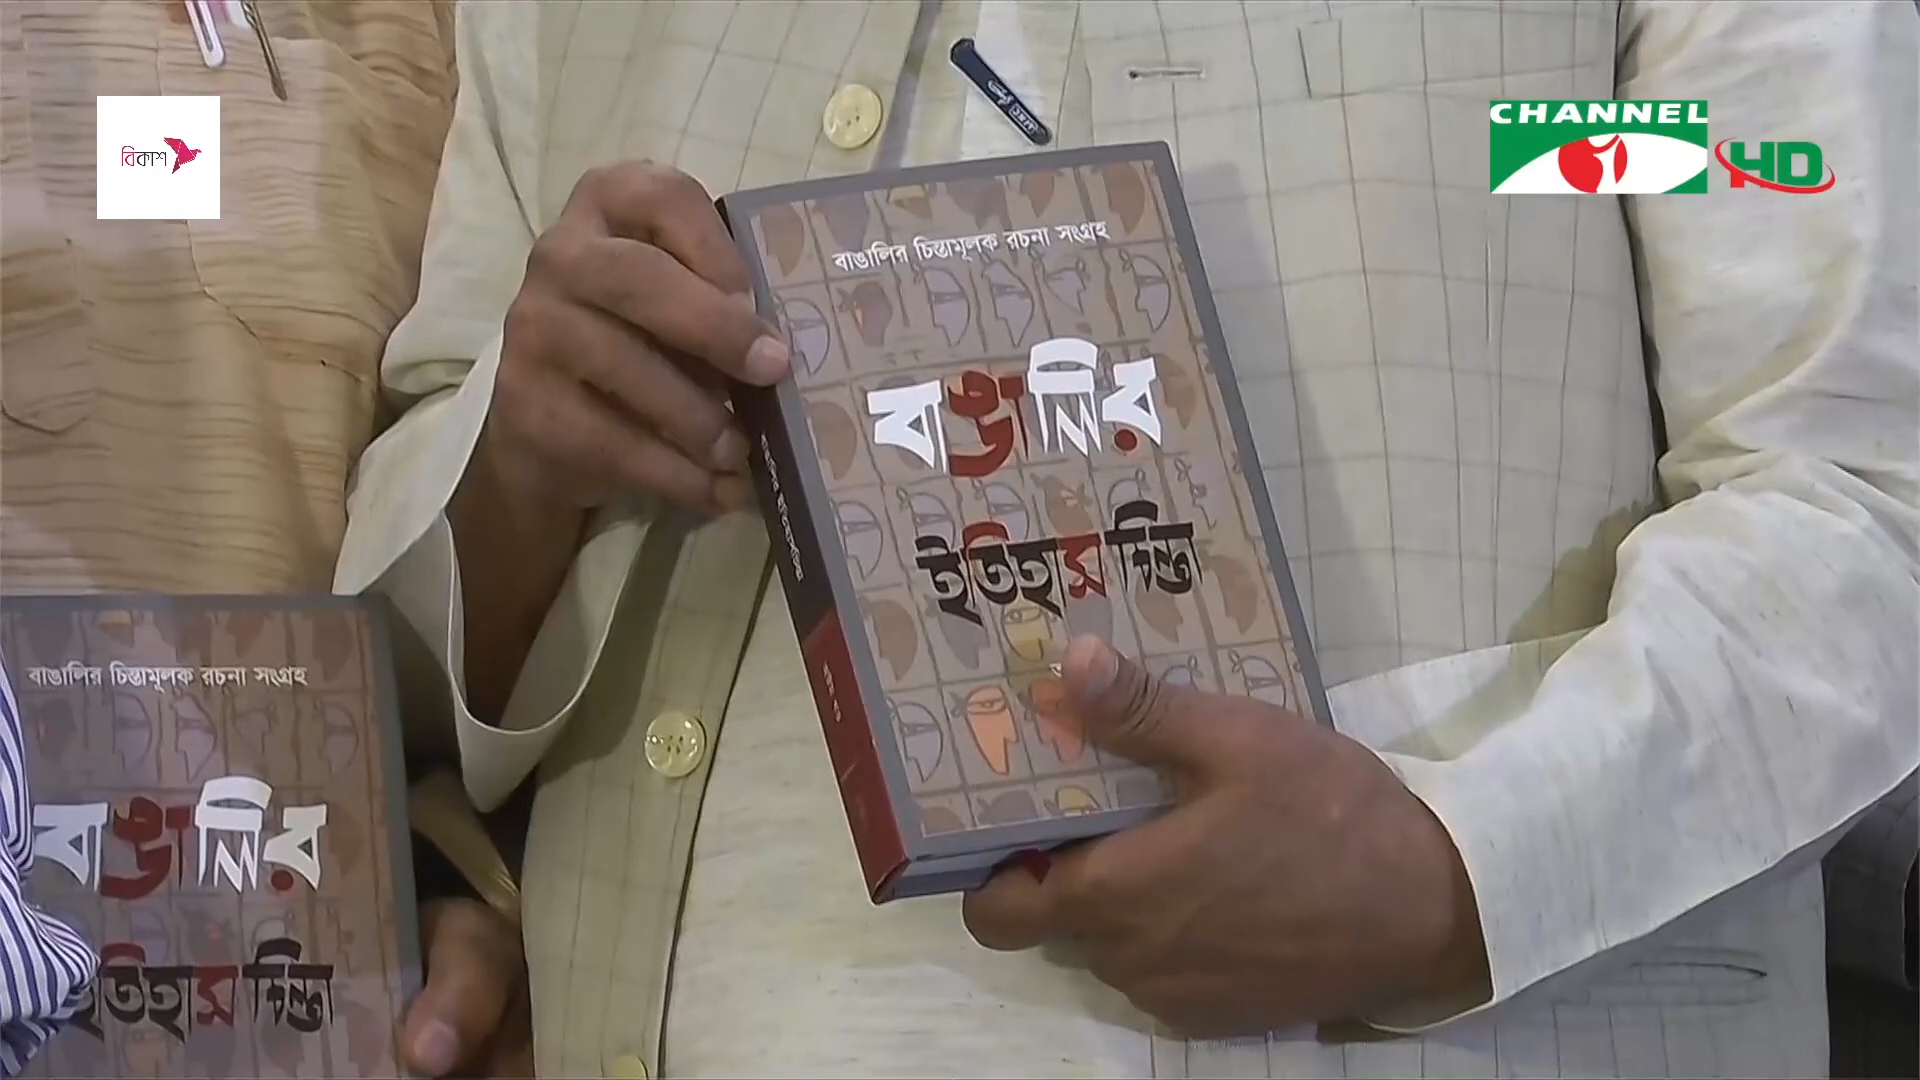 বিকাশ
CHANNEL
HD
বাঙালির চিন্তামূলক রচনা সংগ্রহ
বাঙালির
ইতিহাস চিন্তা
বাঙালির চিন্তামূলক রচনা সংগ্রহ
বাঙালির
ইতিহাস চিন্তা